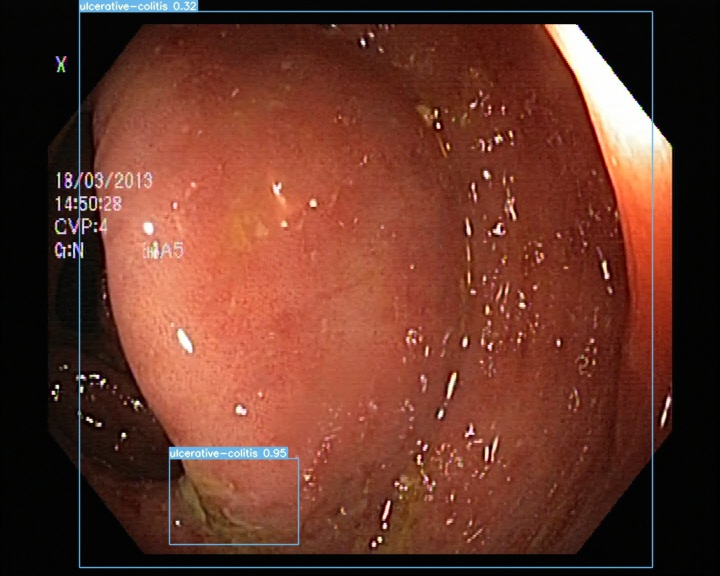 ulcerative-colitis 0.32
X
18/03/2013
14:50:28
CVP:4
ulcerative-colitis 0.95